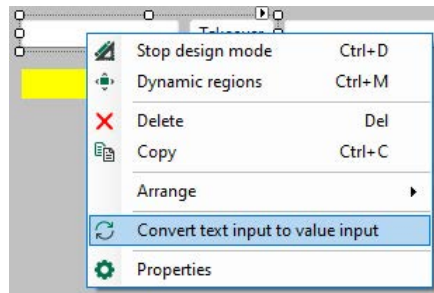 Takeover
Stop design mode Ctrl+D
Dynamic regions Ctrl+M
Delete Del
Copy Ctrl+C
Arrange
Convert text input to value input
Properties